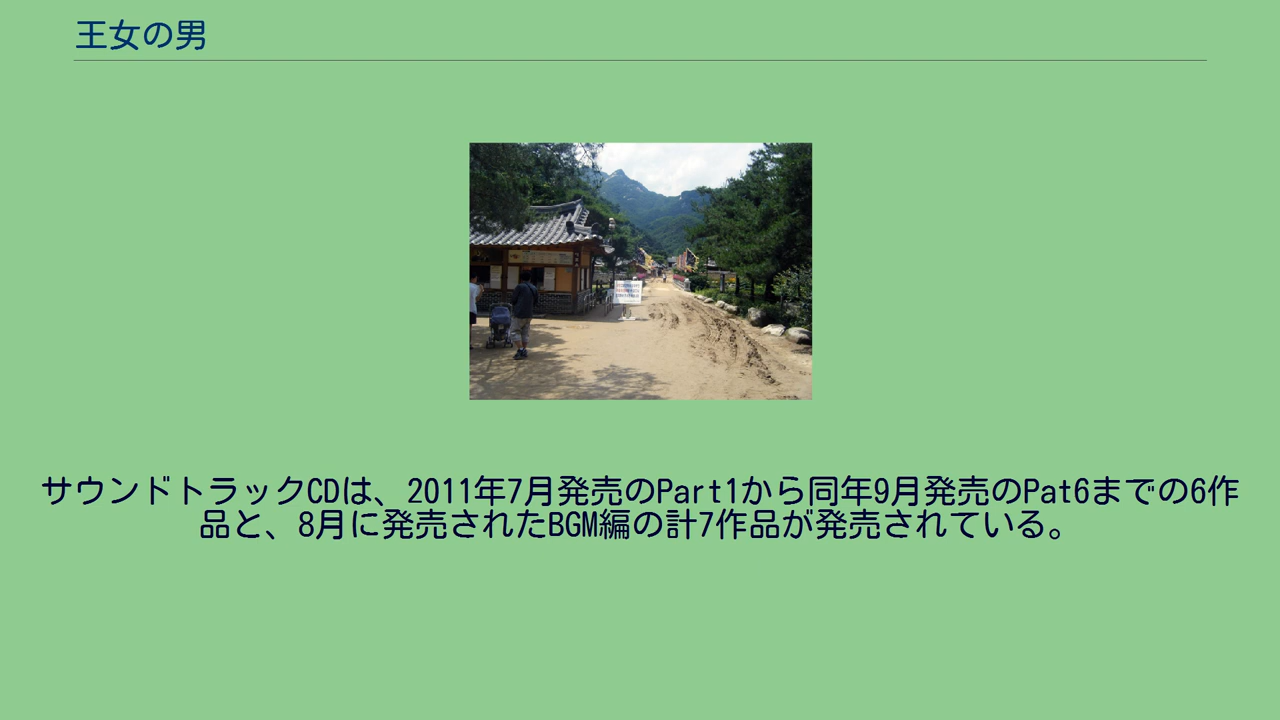 王女の男
サウンドトラックCDは、2011年7月発売のPart1から同年9月発売のPat6までの6作
品と、8月に発売されたBGM編の計7作品が発売されている。